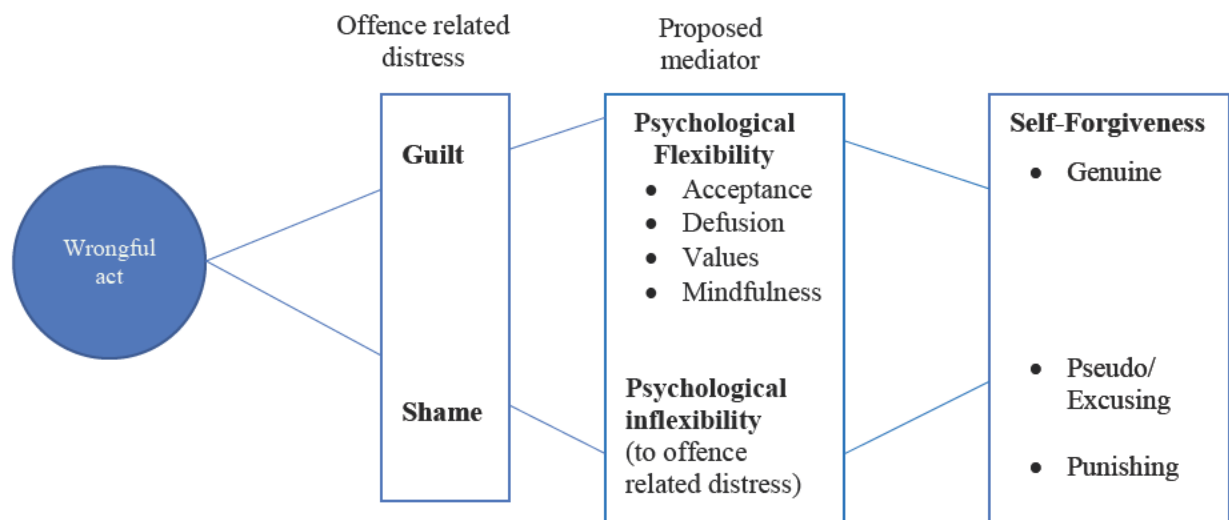 Offence related
distress
Proposed
mediator
Wrongful
act
Guilt
Shame
Psychological
Flexibility
● Acceptance
● Defusion
● Values
● Mindfulness
Psychological
inflexibility
(to offence
related distress)
Self-Forgiveness
● Genuine
● Pseudo/
Excusing
● Punishing